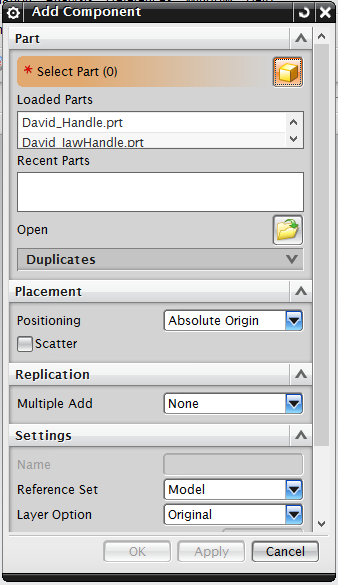 Add Component
Part
* Select Part (0)
Loaded Parts
David_Handle.prt
David_JawHandle.prt
Recent Parts
Open
Duplicates
Placement
Positioning Absolute Origin
Scatter
Replication
Multiple Add None
Settings
Name
Reference Set Model
Layer Option Original
OK Apply Cancel